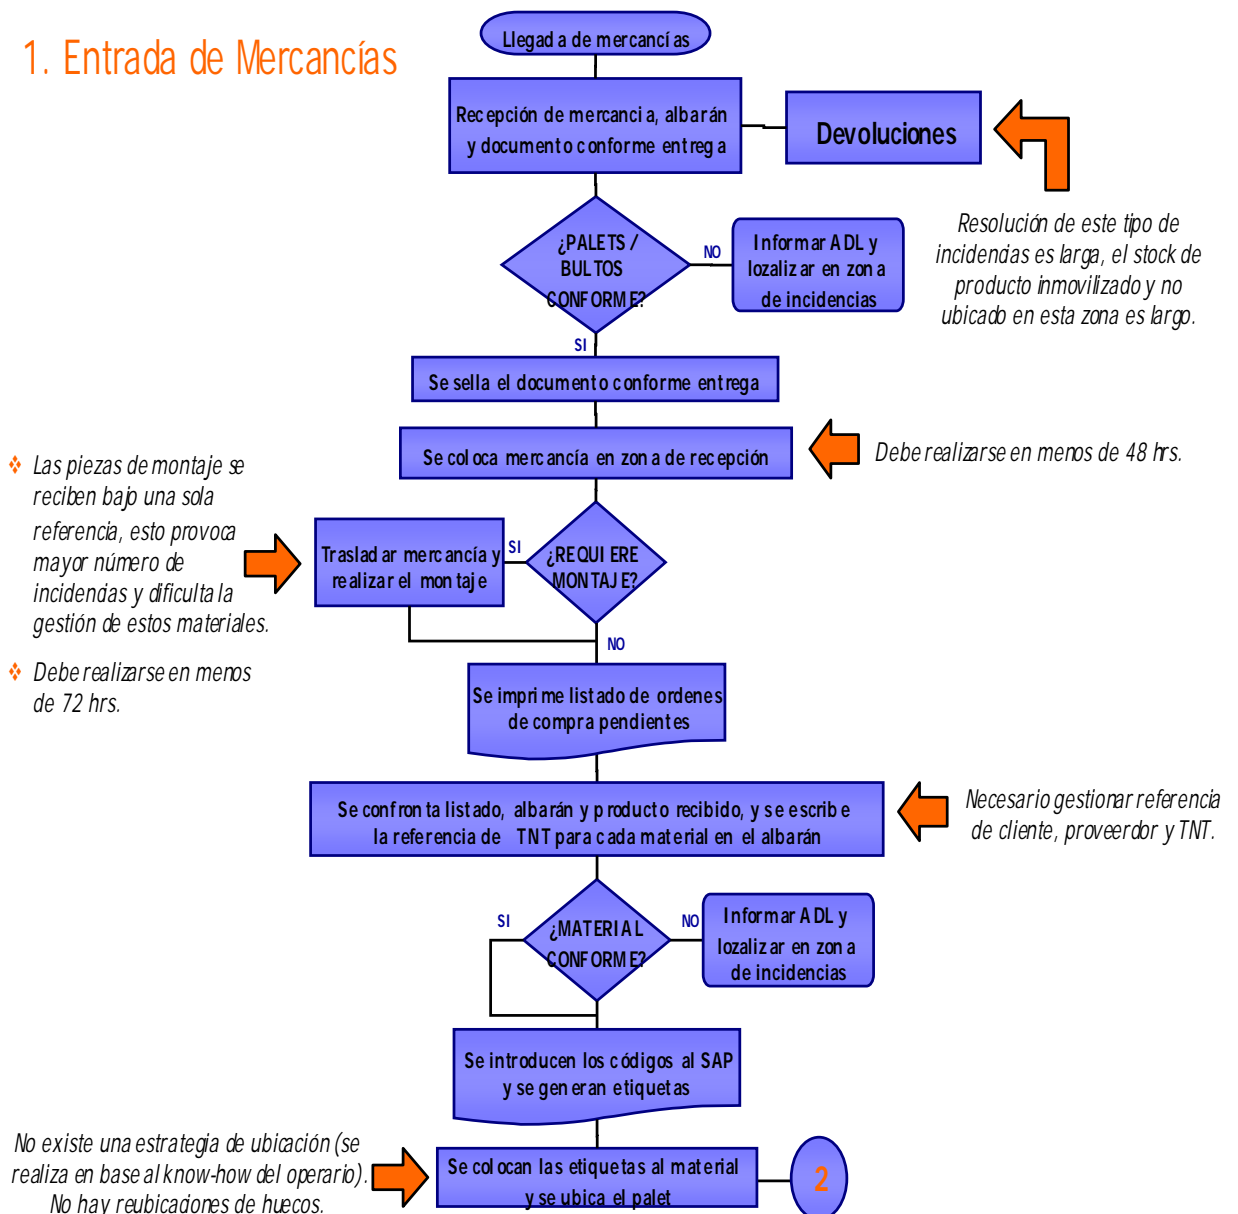 1. Entrada de Mercancías
Llegada de mercancías
Recepción de mercancia, albarán
y documento conforme entrega
Devoluciones
Resolución de este tipo de
incidencias es larga, el stock de
producto inmovilizado y no
ubicado en esta zona es largo.
¿PALETS /
BULTOS
CONFORME?
NO
Informar ADL y
lozalizar en zona
de incidencias
SI
Se sella el documento conforme entrega
Se coloca mercancía en zona de recepción
Debe realizarse en menos de 48 hrs.
❖ Las piezas de montaje se
reciben bajo una sola
referencia, esto provoca
mayor número de
incidencias y dificulta la
gestión de estos materiales.
❖ Debe realizarse en menos
de 72 hrs.
Trasladar mercancía y
realizar el montaje
SI
¿REQUIERE
MONTAJE?
NO
Se imprime listado de ordenes
de compra pendientes
Se confronta listado, albarán y producto recibido, y se escribe
la referencia de TNT para cada material en el albarán
Necesario gestionar referencia
de cliente, proveerdor y TNT.
SI
¿MATERIAL
CONFORME?
NO
Informar ADL y
lozalizar en zona
de incidencias
Se introducen los códigos al SAP
y se generan etiquetas
No existe una estrategia de ubicación (se
realiza en base al know-how del operario).
No hay reubicaciones de huecos.
Se colocan las etiquetas al material
y se ubica el palet
2